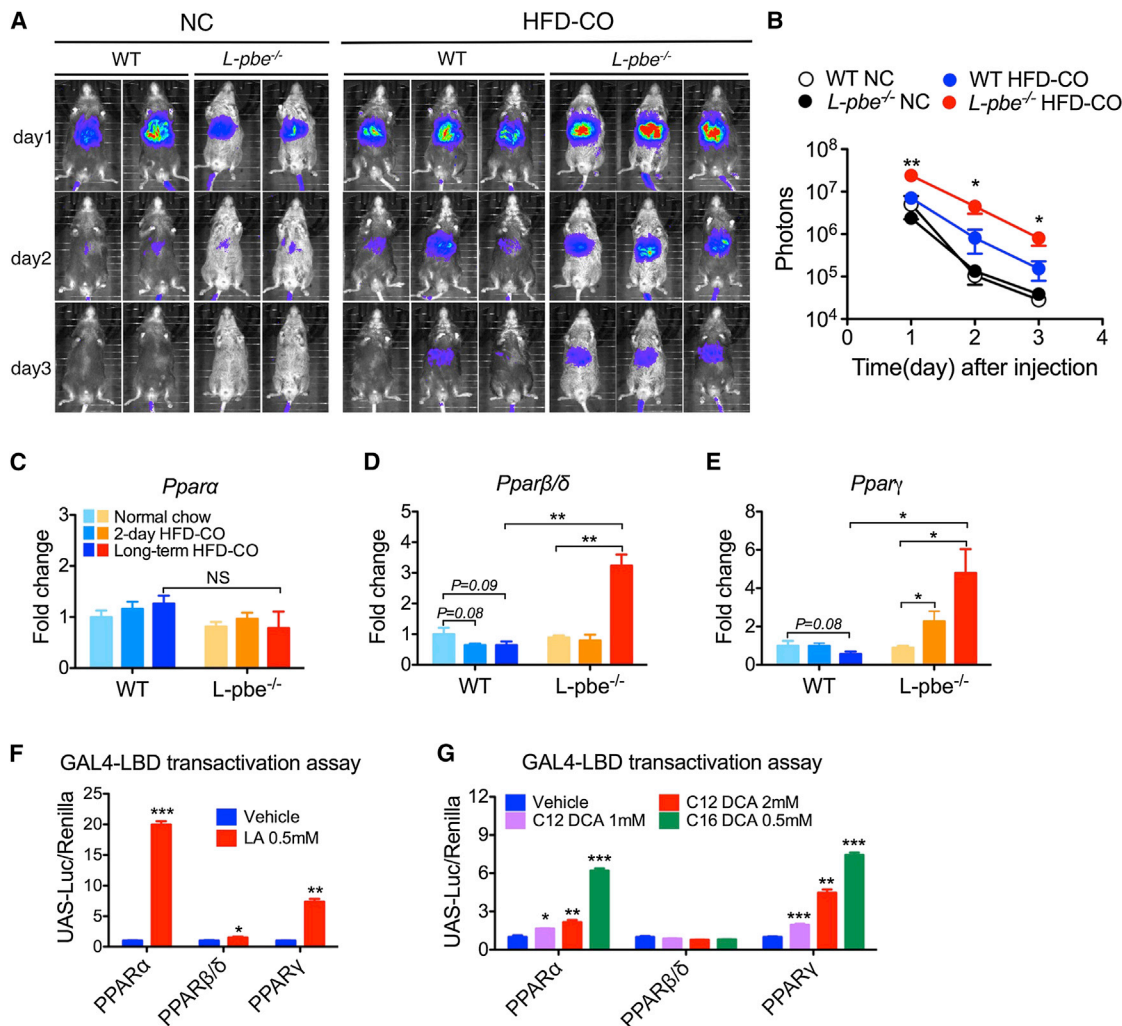 A
NC
HFD-CO
WT
L-pbe-/-
WT
L-pbe-/-
day1
day2
day3
B
WT NC
WT HFD-CO
L-pbe-/- NC
L-pbe-/- HFD-CO
Photons
10^8
10^7
10^6
10^5
10^4
**
*
*
0 1 2 3 4
Time(day) after injection
C
Pparα
Normal chow
2-day HFD-CO
Long-term HFD-CO
Fold change
3
2
1
0
NS
WT L-pbe-/-
D
Pparβ/δ
Fold change
5
4
3
2
1
0
**
**
P=0.09
P=0.08
WT L-pbe-/-
E
Pparγ
Fold change
8
6
4
2
0
*
*
*
P=0.08
WT L-pbe-/-
F
GAL4-LBD transactivation assay
UAS-Luc/Renilla
25
20
15
10
5
0
Vehicle
LA 0.5mM
***
*
**
PPARα
PPARβ/δ
PPARγ
G
GAL4-LBD transactivation assay
UAS-Luc/Renilla
12
9
6
3
0
Vehicle
C12 DCA 2mM
C12 DCA 1mM
C16 DCA 0.5mM
* ** ***
*** ** ***
PPARα
PPARβ/δ
PPARγ